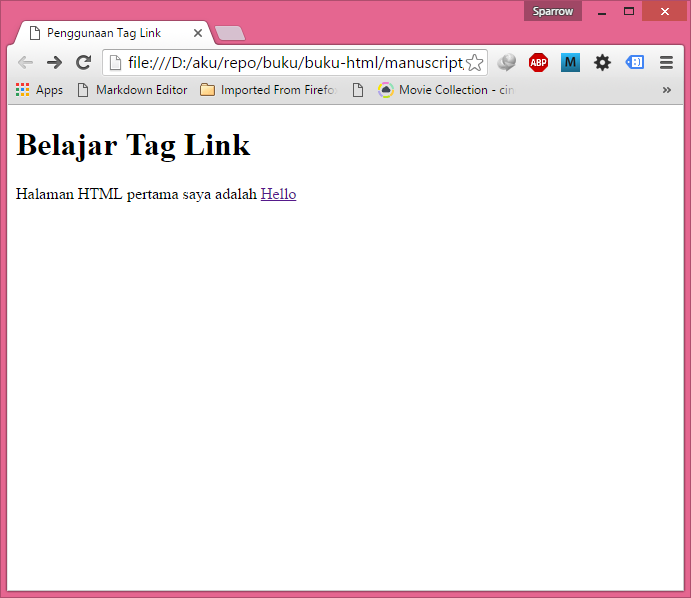 Sparrow
Penggunaan Tag Link
file:///D:/aku/repo/buku/buku-html/manuscript
ABP M
Apps Markdown Editor Imported From Firefo Movie Collection - cin
Belajar Tag Link
Halaman HTML pertama saya adalah Hello